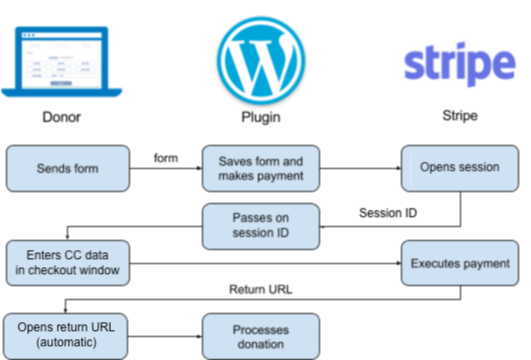 stripe
Donor
Plugin
Stripe
Sends form
form
Saves form and
makes payment
Opens session
Passes on
session ID
Session ID
Enters CC data
in checkout window
Executes payment
Return URL
Opens return URL
(automatic)
Processes
donation